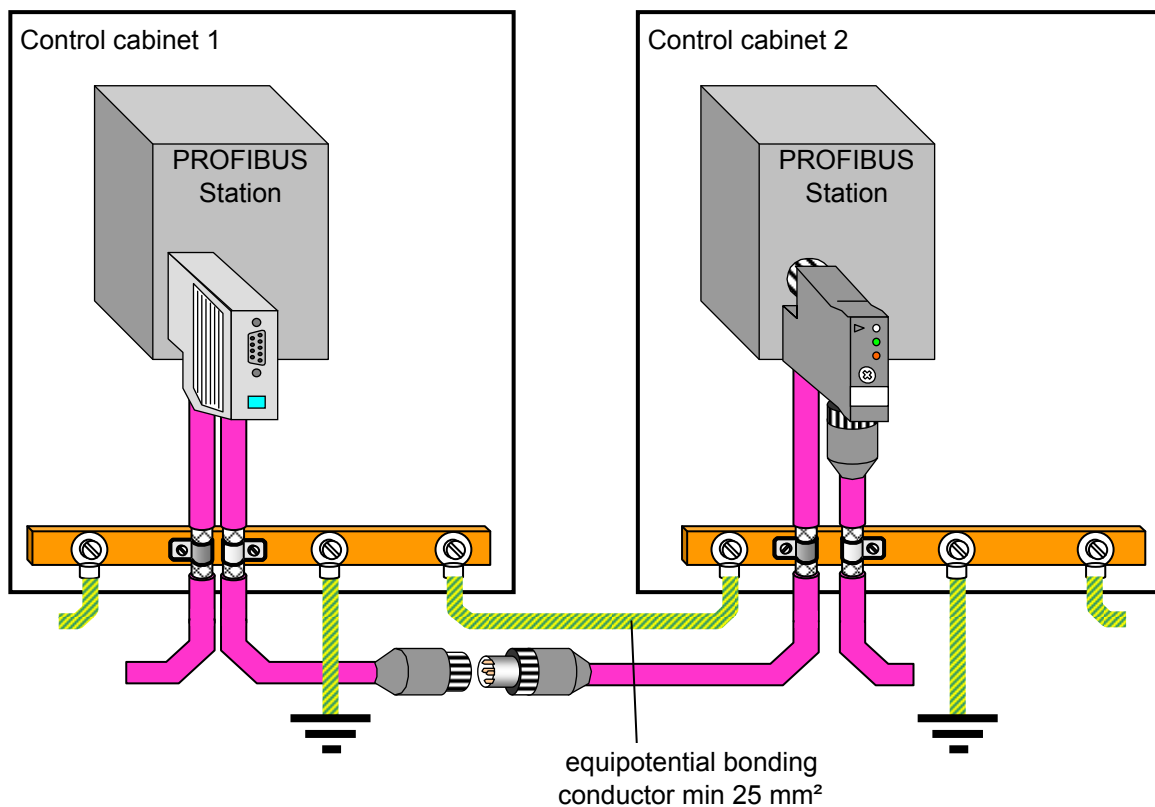 Control cabinet 1
Control cabinet 2
PROFIBUS
Station
PROFIBUS
Station
equipotential bonding
conductor min 25 mm²